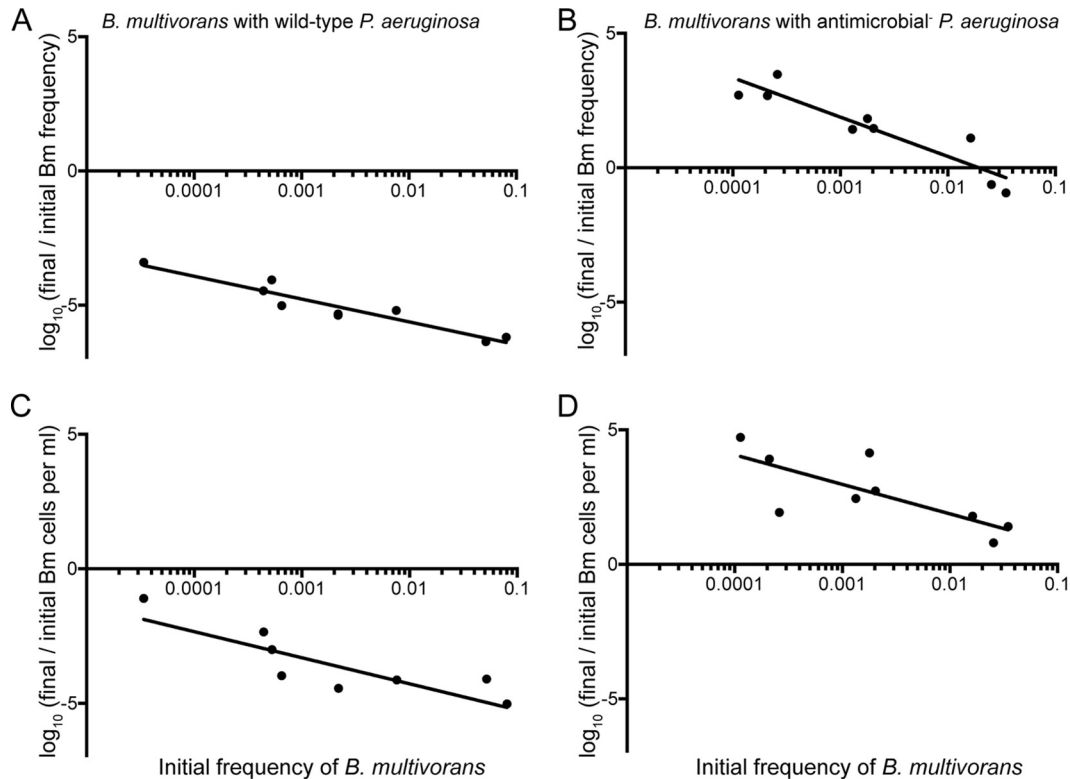 A
B. multivorans with wild-type P. aeruginosa
log10 (final / initial Bm frequency)
5
0
-5
0.0001
0.001
0.01
0.1
B
B. multivorans with antimicrobial- P. aeruginosa
log10 (final / initial Bm frequency)
5
0
-5
0.0001
0.001
0.01
0.1
C
log10 (final / initial Bm cells per ml)
5
0
-5
0.0001
0.001
0.01
0.1
Initial frequency of B. multivorans
D
log10 (final / initial Bm cells per ml)
5
0
-5
0.0001
0.001
0.01
0.1
Initial frequency of B. multivorans